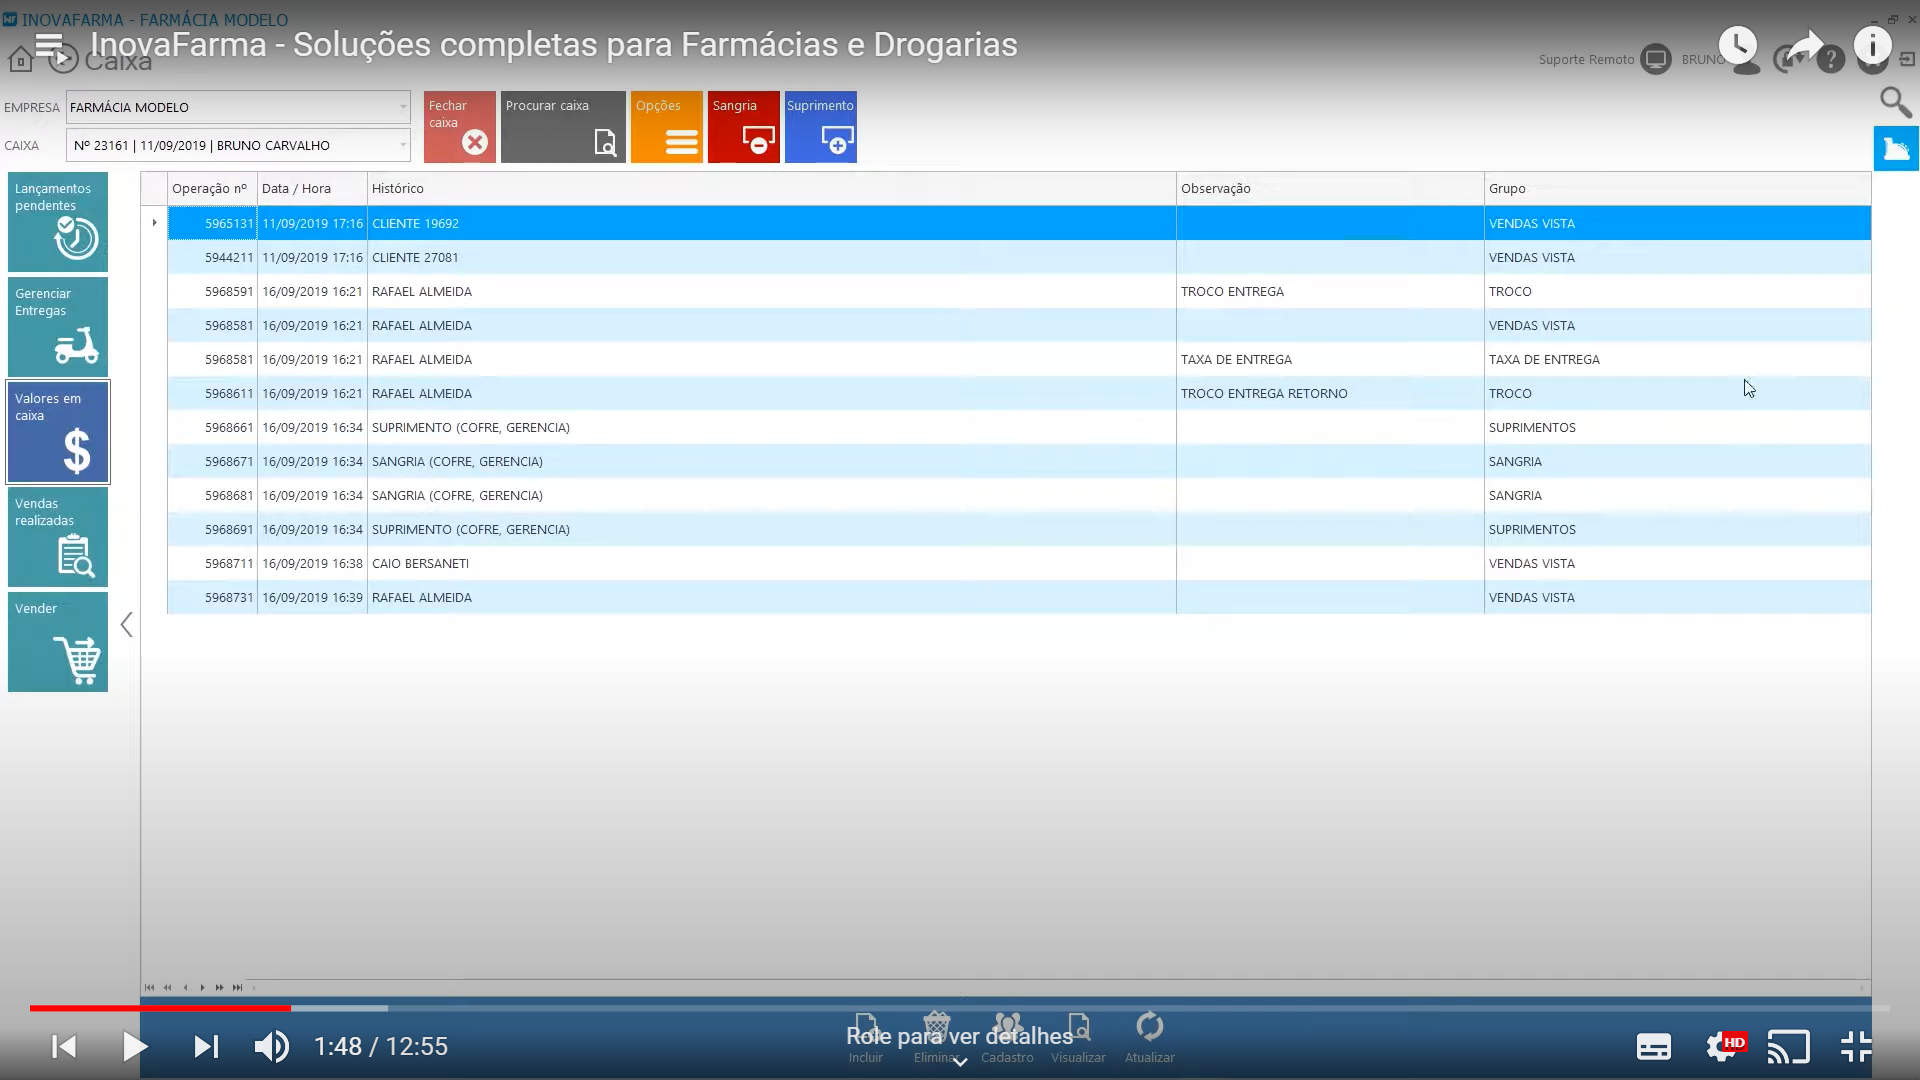 INOVAFARMA - FARMÁCIA MODELO
InovaFarma - Soluções completas para Farmácias e Drogarias
Caixa
Suporte Remoto
BRUNO
EMPRESA
FARMÁCIA MODELO
CAIXA
Nº 23161 | 11/09/2019 | BRUNO CARVALHO
Fechar
caixa
Procurar caixa
Opções
Sangria
Suprimento
Lançamentos
pendentes
Gerenciar
Entregas
Valores em
caixa
Vendas
realizadas
Vender
Operação nº Data / Hora Histórico Observação Grupo
5965131 11/09/2019 17:16 CLIENTE 19692 VENDAS VISTA
5944211 11/09/2019 17:16 CLIENTE 27081 VENDAS VISTA
5968591 16/09/2019 16:21 RAFAEL ALMEIDA TROCO ENTREGA TROCO
5968581 16/09/2019 16:21 RAFAEL ALMEIDA VENDAS VISTA
5968581 16/09/2019 16:21 RAFAEL ALMEIDA TAXA DE ENTREGA TAXA DE ENTREGA
5968611 16/09/2019 16:21 RAFAEL ALMEIDA TROCO ENTREGA RETORNO TROCO
5968661 16/09/2019 16:34 SUPRIMENTO (COFRE, GERENCIA) SUPRIMENTOS
5968671 16/09/2019 16:34 SANGRIA (COFRE, GERENCIA) SANGRIA
5968681 16/09/2019 16:34 SANGRIA (COFRE, GERENCIA) SANGRIA
5968691 16/09/2019 16:34 SUPRIMENTO (COFRE, GERENCIA) SUPRIMENTOS
5968711 16/09/2019 16:38 CAIO BERSANETI VENDAS VISTA
5968731 16/09/2019 16:39 RAFAEL ALMEIDA VENDAS VISTA
Role para ver detalhes
Incluir Eliminar Cadastro Visualizar Atualizar
1:48 / 12:55
HD